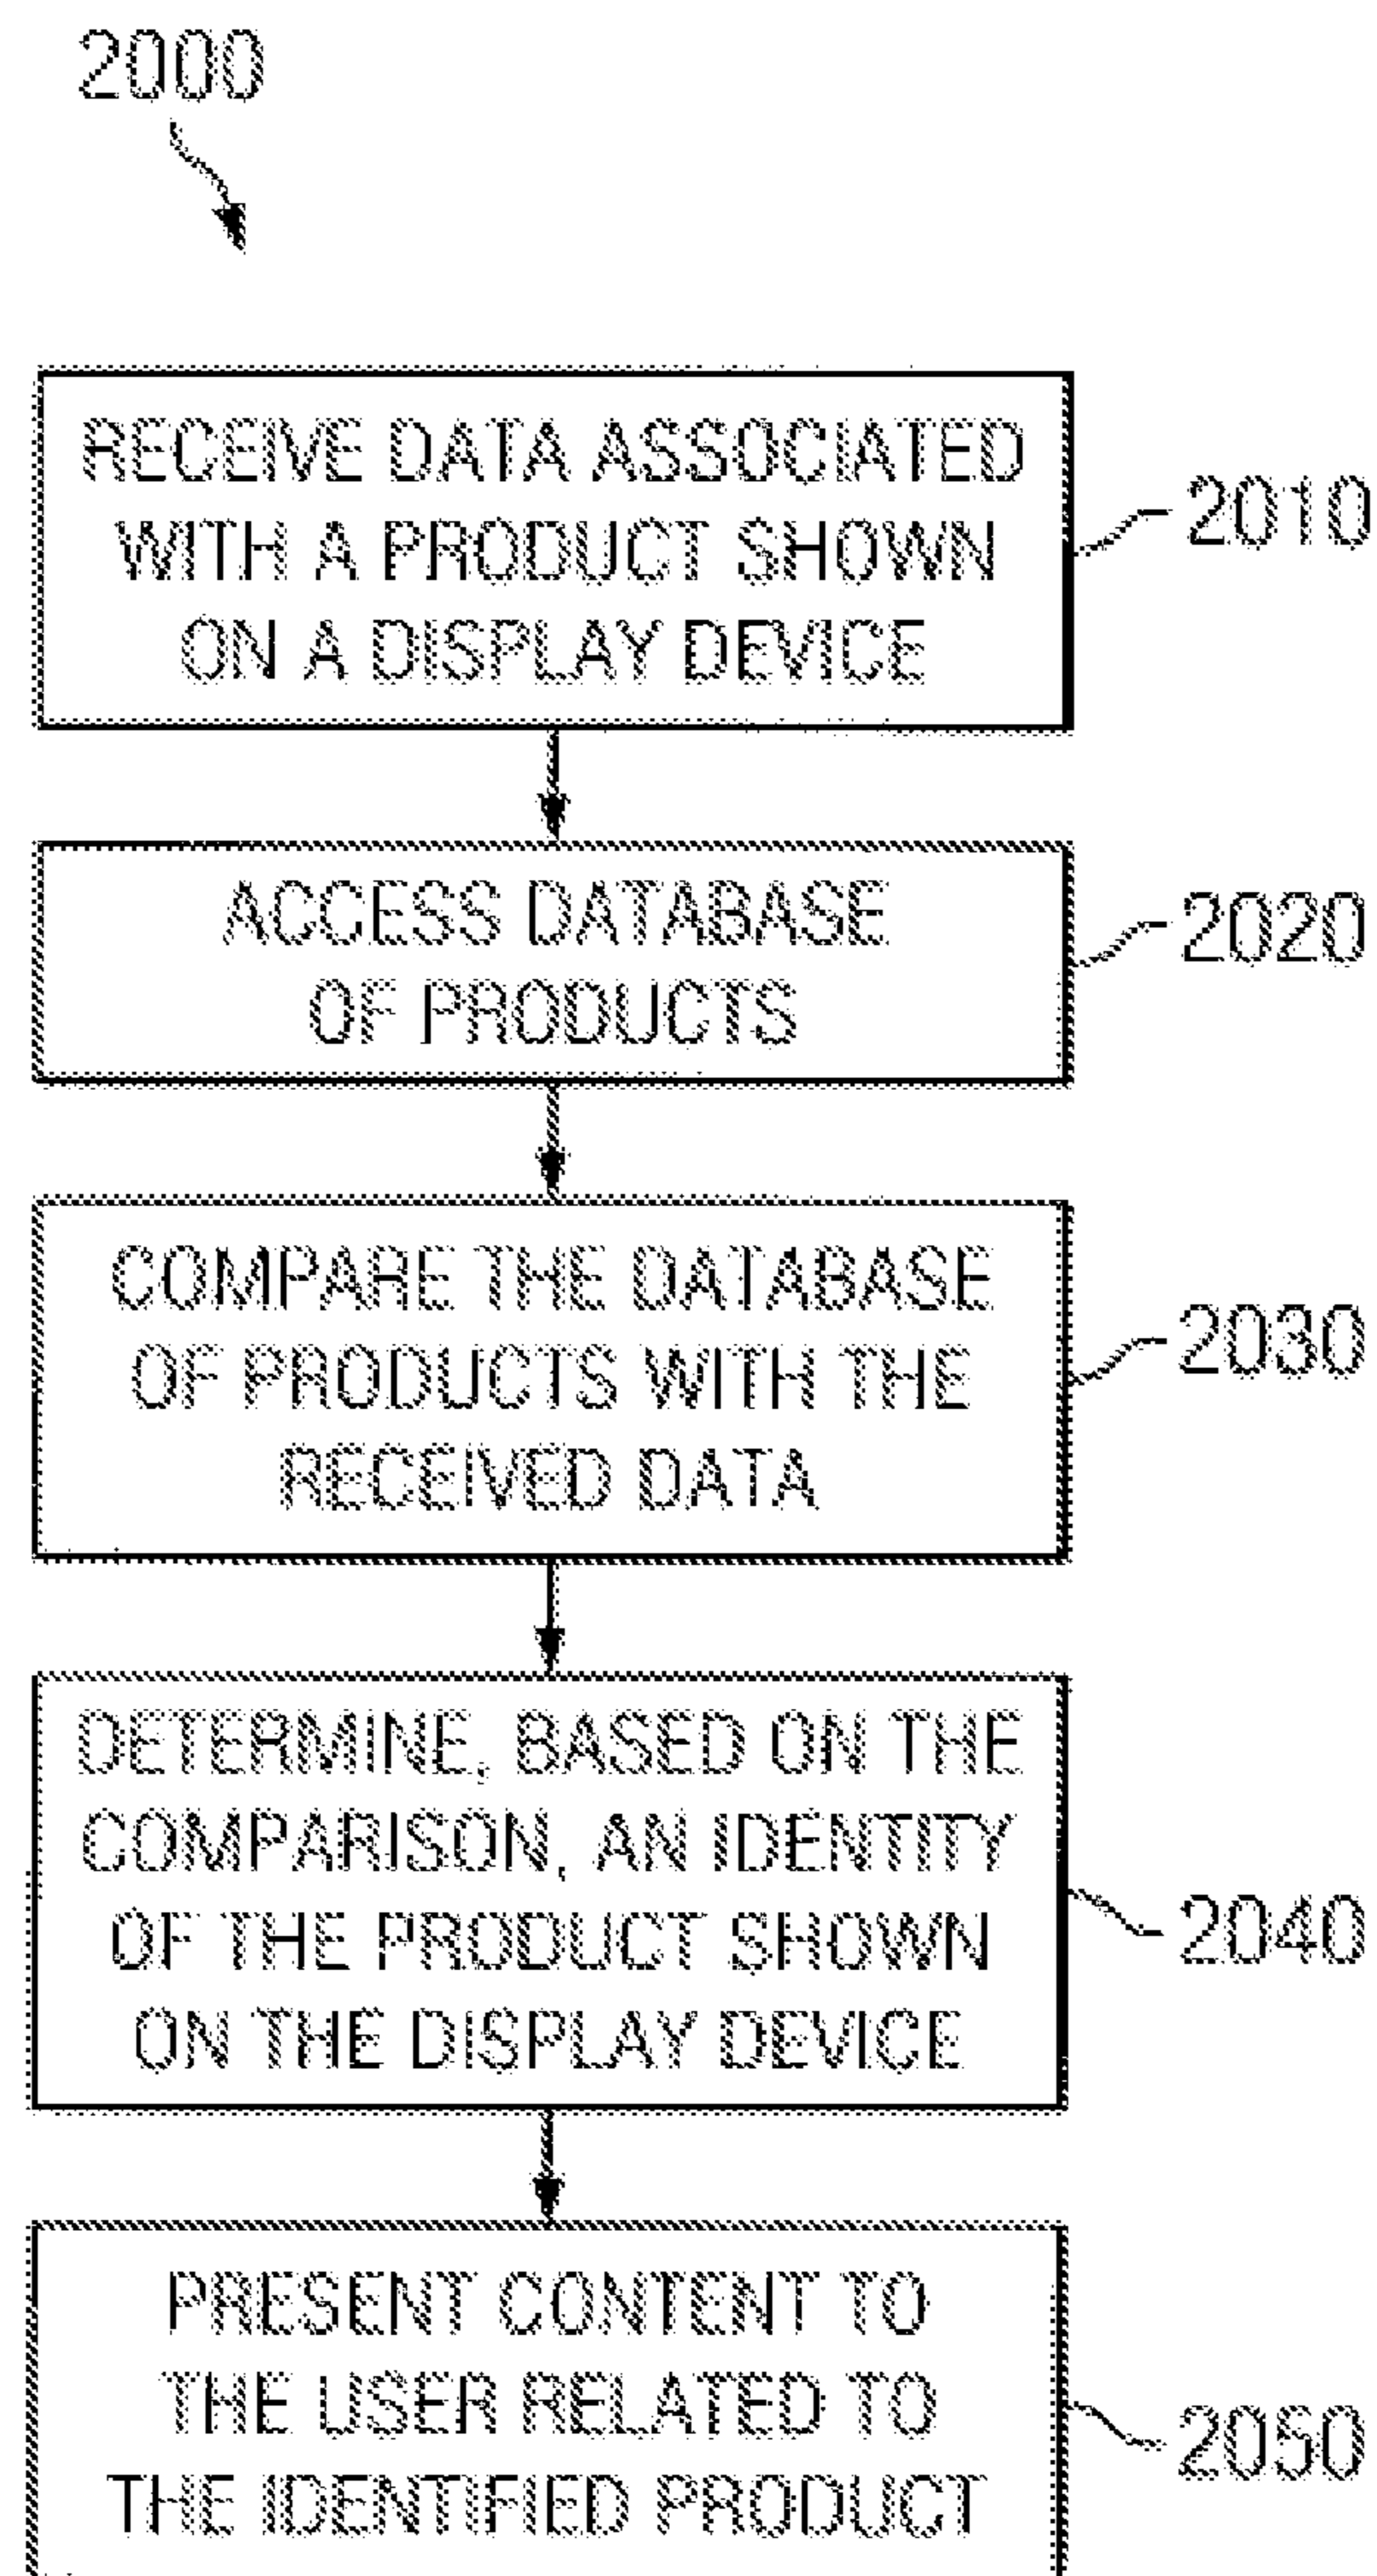 2000
RECEIVE DATA ASSOCIATED
WITH A PRODUCT SHOWN
ON A DISPLAY DEVICE
2010
ACCESS DATABASE
OF PRODUCTS
2020
COMPARE THE DATABASE
OF PRODUCTS WITH THE
RECEIVED DATA
2030
DETERMINE, BASED ON THE
COMPARISON, AN IDENTITY
OF THE PRODUCT SHOWN
ON THE DISPLAY DEVICE
2040
PRESENT CONTENT TO
THE USER RELATED TO
THE IDENTIFIED PRODUCT
2050